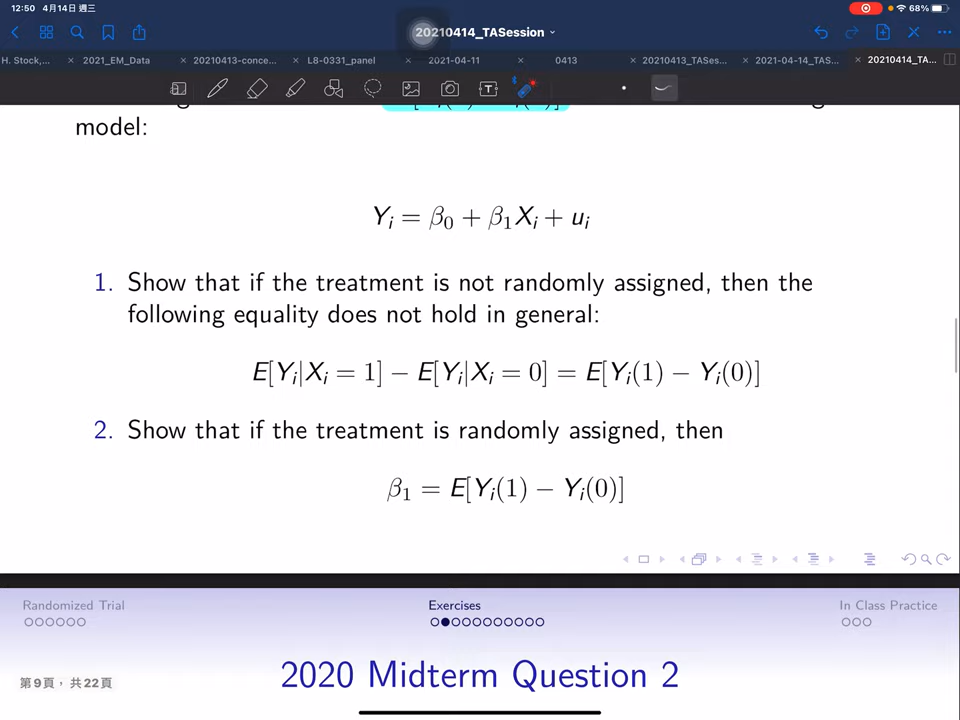 12:50 4月14日 週三
68%
20210414_TASession
H. Stock,... 2021_EM_Data 20210413-conce... L8-0331_panel 2021-04-11 0413 20210413_TASes... 2021-04-14_TAS... 20210414_TA...
model:
Yᵢ = β₀ + β₁Xᵢ + uᵢ
1. Show that if the treatment is not randomly assigned, then the
following equality does not hold in general:
E[Yᵢ|Xᵢ = 1] − E[Yᵢ|Xᵢ = 0] = E[Yᵢ(1) − Yᵢ(0)]
2. Show that if the treatment is randomly assigned, then
β₁ = E[Yᵢ(1) − Yᵢ(0)]
Randomized Trial Exercises In Class Practice
2020 Midterm Question 2
第9頁，共22頁